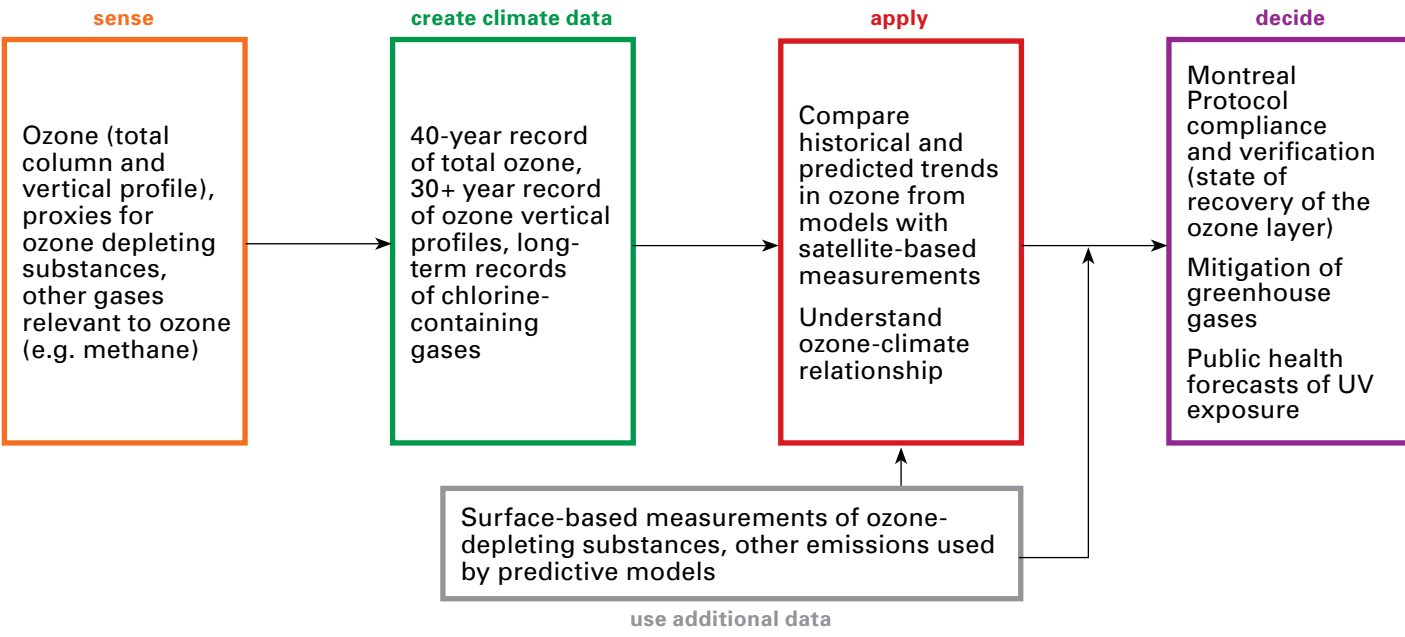 sense
Ozone (total
column and
vertical profile),
proxies for
ozone depleting
substances,
other gases
relevant to ozone
(e.g. methane)
create climate data
40-year record
of total ozone,
30+ year record
of ozone vertical
profiles, long-
term records
of chlorine-
containing
gases
apply
Compare
historical and
predicted trends
in ozone from
models with
satellite-based
measurements
Understand
ozone-climate
relationship
decide
Montreal
Protocol
compliance
and verification
(state of
recovery of the
ozone layer)
Mitigation of
greenhouse
gases
Public health
forecasts of UV
exposure
Surface-based measurements of ozone-
depleting substances, other emissions used
by predictive models
use additional data